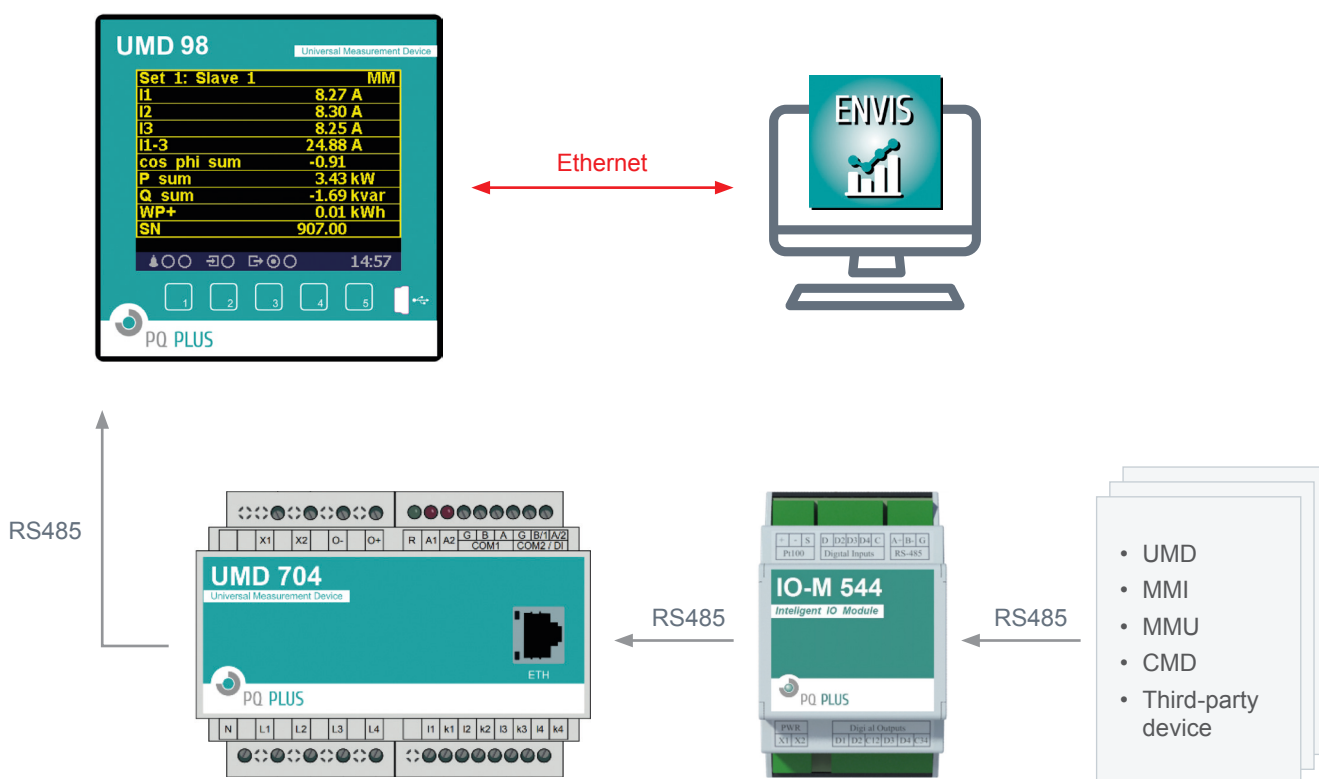 UMD 98
Universal Measurement Device
Set 1: Slave 1 MM
I1 8.27 A
I2 8.30 A
I3 8.25 A
I1-3 24.88 A
cos phi sum -0.91
P sum 3.43 kW
Q sum -1.69 kvar
WP+ 0.01 kWh
SN 907.00
14:57
1 2 3 4 5
PQ PLUS
Ethernet
ENVIS
RS485
X1 X2 O- O+ R A1 A2 G B A G B/1 A/2
COM1 COM2 / DI
UMD 704
Universal Measurement Device
ETH
PQ PLUS
N L1 L2 L3 L4 I1 k1 I2 k2 I3 k3 I4 k4
RS485
+ - S D D2 D3 D4 C A- B- G
Pt100 Digital Inputs RS-485
IO-M 544
Inteligent IO Module
PQ PLUS
PWR Digi al Outputs
X1 X2 D1 D2 C12 D3 D4 C34
RS485
• UMD
• MMI
• MMU
• CMD
• Third-party
device